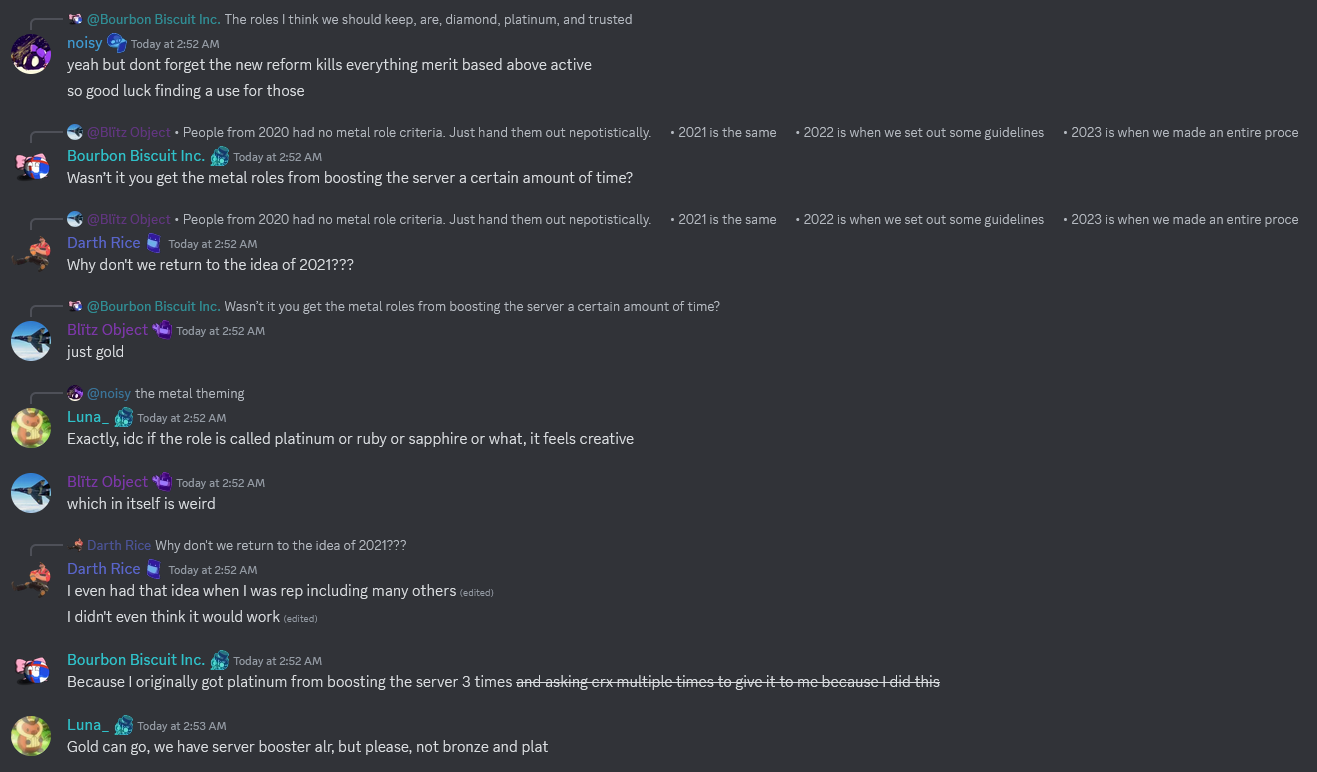 @Bourbon Biscuit Inc. The roles I think we should keep, are, diamond, platinum, and trusted
noisy Today at 2:52 AM
yeah but dont forget the new reform kills everything merit based above active
so good luck finding a use for those
@Blïtz Object • People from 2020 had no metal role criteria. Just hand them out nepotistically. • 2021 is the same • 2022 is when we set out some guidelines • 2023 is when we made an entire proce
Bourbon Biscuit Inc. Today at 2:52 AM
Wasn't it you get the metal roles from boosting the server a certain amount of time?
@Blïtz Object • People from 2020 had no metal role criteria. Just hand them out nepotistically. • 2021 is the same • 2022 is when we set out some guidelines • 2023 is when we made an entire proce
Darth Rice Today at 2:52 AM
Why don't we return to the idea of 2021???
@Bourbon Biscuit Inc. Wasn't it you get the metal roles from boosting the server a certain amount of time?
Blïtz Object Today at 2:52 AM
just gold
@noisy the metal theming
Luna_ Today at 2:52 AM
Exactly, idc if the role is called platinum or ruby or sapphire or what, it feels creative
Blïtz Object Today at 2:52 AM
which in itself is weird
Darth Rice Why don't we return to the idea of 2021???
Darth Rice Today at 2:52 AM
I even had that idea when I was rep including many others (edited)
I didn't even think it would work (edited)
Bourbon Biscuit Inc. Today at 2:52 AM
Because I originally got platinum from boosting the server 3 times and asking crx multiple times to give it to me because I did this
Luna_ Today at 2:53 AM
Gold can go, we have server booster alr, but please, not bronze and plat